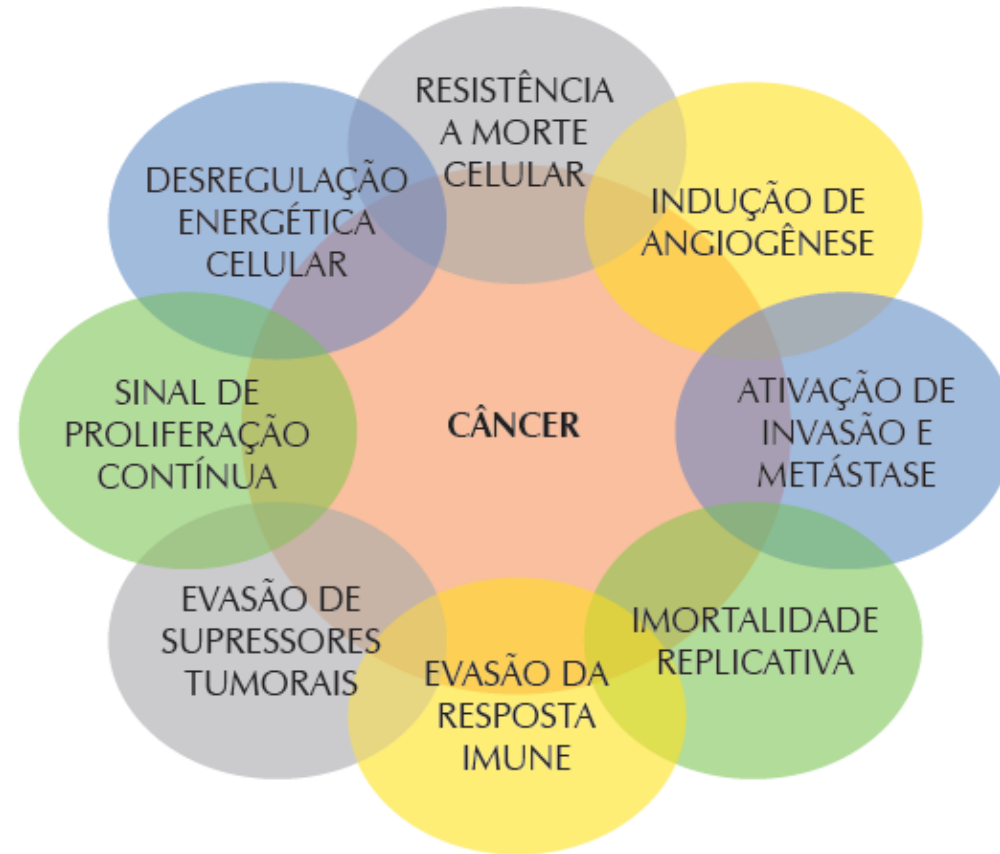 RESISTÊNCIA
A MORTE
CELULAR
INDUÇÃO DE
ANGIOGÊNESE
ATIVAÇÃO DE
INVASÃO E
METÁSTASE
IMORTALIDADE
REPLICATIVA
EVASÃO DA
RESPOSTA
IMUNE
EVASÃO DE
SUPRESSORES
TUMORAIS
SINAL DE
PROLIFERAÇÃO
CONTÍNUA
DESREGULAÇÃO
ENERGÉTICA
CELULAR
CÂNCER